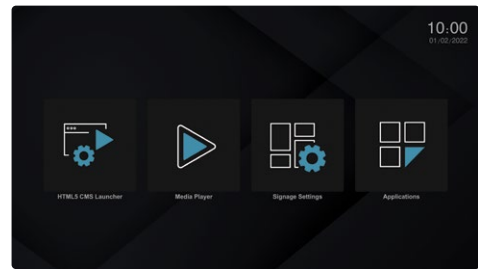 10:00
01/02/2022
HTML5 CMS Launcher
Media Player
Signage Settings
Applications